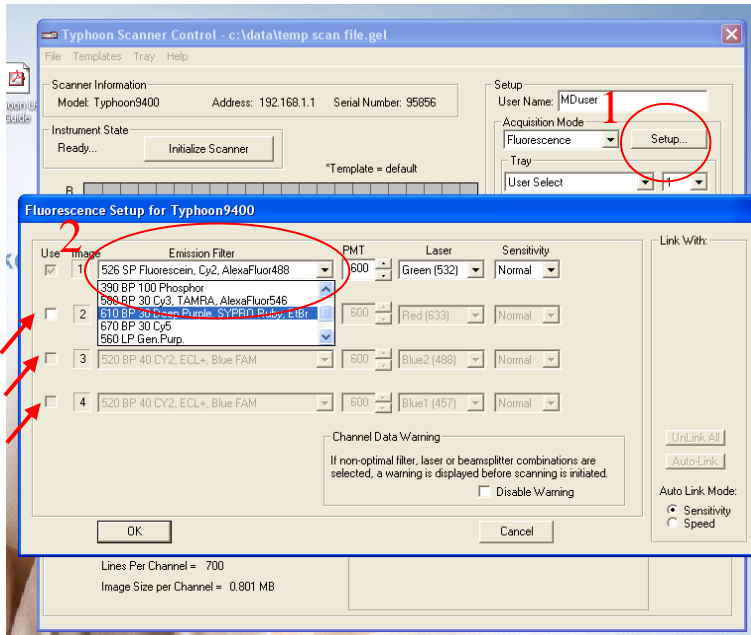 Typhoon Scanner Control - c:\data\temp scan file.gel
File Templates Tray Help
Scanner Information
Model: Typhoon9400 Address: 192.168.1.1 Serial Number: 95856
Instrument State
Ready... Initialize Scanner
*Template = default
R
Setup
User Name: MDuser
1
Acquisition Mode
Fluorescence Setup...
Tray
User Select 1
Guide
Fluorescence Setup for Typhoon9400
2
Use Image Emission Filter PMT Laser Sensitivity
1 526 SP Fluorescein, Cy2, AlexaFluor488 600 Green (532) Normal
390 BP 100 Phosphor
580 BP 30 Cy3, TAMRA, AlexaFluor546
610 BP 30 Deep Purple, SYPRO Ruby, EtBr
670 BP 30 Cy5
560 LP Gen.Purp.
2 600 Red (633) Normal
3 520 BP 40 CY2, ECL+, Blue FAM 600 Blue2 (488) Normal
4 520 BP 40 CY2, ECL+, Blue FAM 600 Blue1 (457) Normal
Channel Data Warning
If non-optimal filter, laser or beamsplitter combinations are
selected, a warning is displayed before scanning is initiated.
Disable Warning
OK Cancel
Link With:
UnLink All
Auto-Link
Auto Link Mode:
Sensitivity
Speed
Lines Per Channel = 700
Image Size per Channel = 0.801 MB